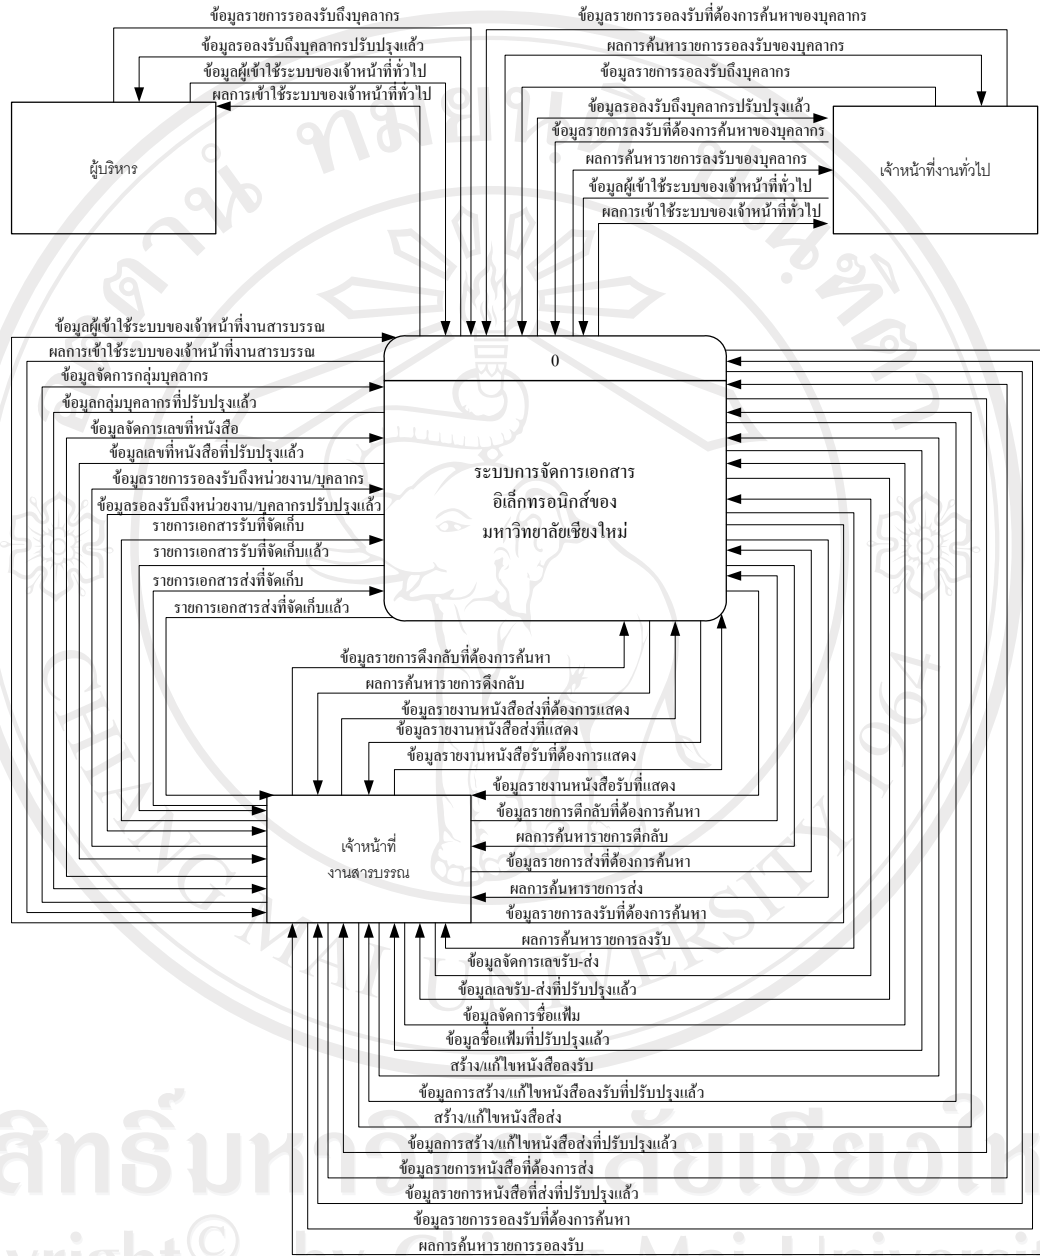 ข้อมูลรายการรอลงรับถึงบุคลากร
ข้อมูลรอลงรับถึงบุคลากรปรับปรุงแล้ว
ข้อมูลผู้เข้าใช้ระบบของเจ้าหน้าที่ทั่วไป
ผลการเข้าใช้ระบบของเจ้าหน้าที่ทั่วไป
ผู้บริหาร
ข้อมูลรายการรอลงรับที่ต้องการค้นหาของบุคลากร
ผลการค้นหารายการรอลงรับของบุคลากร
ข้อมูลรายการรอลงรับถึงบุคลากร
ข้อมูลรอลงรับถึงบุคลากรปรับปรุงแล้ว
ข้อมูลรายการลงรับที่ต้องการค้นหาของบุคลากร
ผลการค้นหารายการลงรับของบุคลากร
ข้อมูลผู้เข้าใช้ระบบของเจ้าหน้าที่ทั่วไป
ผลการเข้าใช้ระบบของเจ้าหน้าที่ทั่วไป
เจ้าหน้าที่งานทั่วไป
ข้อมูลผู้เข้าใช้ระบบของเจ้าหน้าที่งานสารบรรณ
ผลการเข้าใช้ระบบของเจ้าหน้าที่งานสารบรรณ
ข้อมูลจัดการกลุ่มบุคลากร
ข้อมูลกลุ่มบุคลากรที่ปรับปรุงแล้ว
ข้อมูลจัดการเลขที่หนังสือ
ข้อมูลเลขที่หนังสือที่ปรับปรุงแล้ว
ข้อมูลรายการรอลงรับถึงหน่วยงาน/บุคลากร
ข้อมูลรอลงรับถึงหน่วยงาน/บุคลากรปรับปรุงแล้ว
รายการเอกสารรับที่จัดเก็บ
รายการเอกสารรับที่จัดเก็บแล้ว
รายการเอกสารส่งที่จัดเก็บ
รายการเอกสารส่งที่จัดเก็บแล้ว
0
ระบบการจัดการเอกสาร
อิเล็กทรอนิกส์ของ
มหาวิทยาลัยเชียงใหม่
ข้อมูลรายการดึงกลับที่ต้องการค้นหา
ผลการค้นหารายการดึงกลับ
ข้อมูลรายงานหนังสือส่งที่ต้องการแสดง
ข้อมูลรายงานหนังสือส่งที่แสดง
ข้อมูลรายงานหนังสือรับที่ต้องการแสดง
ข้อมูลรายงานหนังสือรับที่แสดง
ข้อมูลรายการตีกลับที่ต้องการค้นหา
ผลการค้นหารายการตีกลับ
ข้อมูลรายการส่งที่ต้องการค้นหา
ผลการค้นหารายการส่ง
ข้อมูลรายการลงรับที่ต้องการค้นหา
ผลการค้นหารายการลงรับ
เจ้าหน้าที่
งานสารบรรณ
ข้อมูลจัดการเลขรับ-ส่ง
ข้อมูลเลขรับ-ส่งที่ปรับปรุงแล้ว
ข้อมูลจัดการชื่อแฟ้ม
ข้อมูลชื่อแฟ้มที่ปรับปรุงแล้ว
สร้าง/แก้ไขหนังสือลงรับ
ข้อมูลการสร้าง/แก้ไขหนังสือลงรับที่ปรับปรุงแล้ว
สร้าง/แก้ไขหนังสือส่ง
ข้อมูลการสร้าง/แก้ไขหนังสือส่งที่ปรับปรุงแล้ว
ข้อมูลรายการหนังสือที่ต้องการส่ง
ข้อมูลรายการหนังสือที่ส่งที่ปรับปรุงแล้ว
ข้อมูลรายการรอลงรับที่ต้องการค้นหา
ผลการค้นหารายการรอลงรับ
CHIANG MAI UNIVERSITY 1964